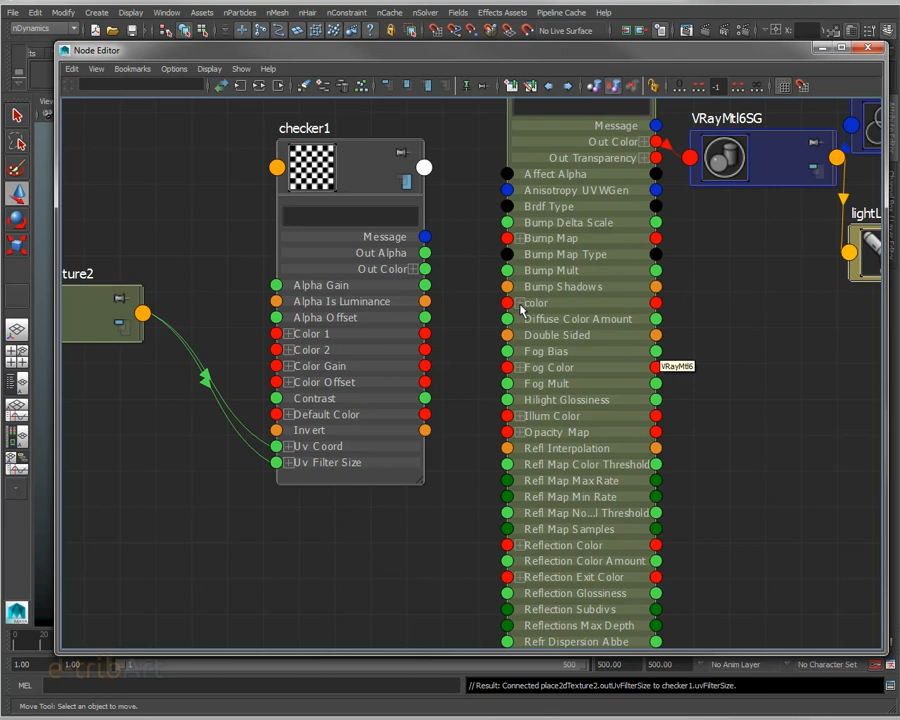 File Edit Modify Create Display Window Assets nParticles nMesh nHair nConstraint nCache nSolver Fields Effects Assets Pipeline Cache
nDynamics
No Live Surface
Node Editor
Edit View Bookmarks Options Display Show Help
-1
checker1
Message
Out Alpha
Out Color
Alpha Gain
Alpha Is Luminance
Alpha Offset
Color 1
Color 2
Color Gain
Color Offset
Contrast
Default Color
Invert
Uv Coord
Uv Filter Size
ture2
Message
Out Color
Out Transparency
Affect Alpha
Anisotropy UVWGen
Brdf Type
Bump Delta Scale
Bump Map
Bump Map Type
Bump Mult
Bump Shadows
color
Diffuse Color Amount
Double Sided
Fog Bias
Fog Color
Fog Mult
Hilight Glossiness
Illum Color
Opacity Map
Refl Interpolation
Refl Map Color Threshold
Refl Map Max Rate
Refl Map Min Rate
Refl Map No...l Threshold
Refl Map Samples
Reflection Color
Reflection Color Amount
Reflection Exit Color
Reflection Glossiness
Reflection Subdivs
Reflections Max Depth
Refr Dispersion Abbe
VRayMtl6SG
lightL
VRayMtl6
0 20
1.00 1.00 1 500 500.00 500.00 No Anim Layer No Character Set
e-tribArt
MEL // Result: Connected place2dTexture2.outUvFilterSize to checker1.uvFilterSize.
Move Tool: Select an object to move.